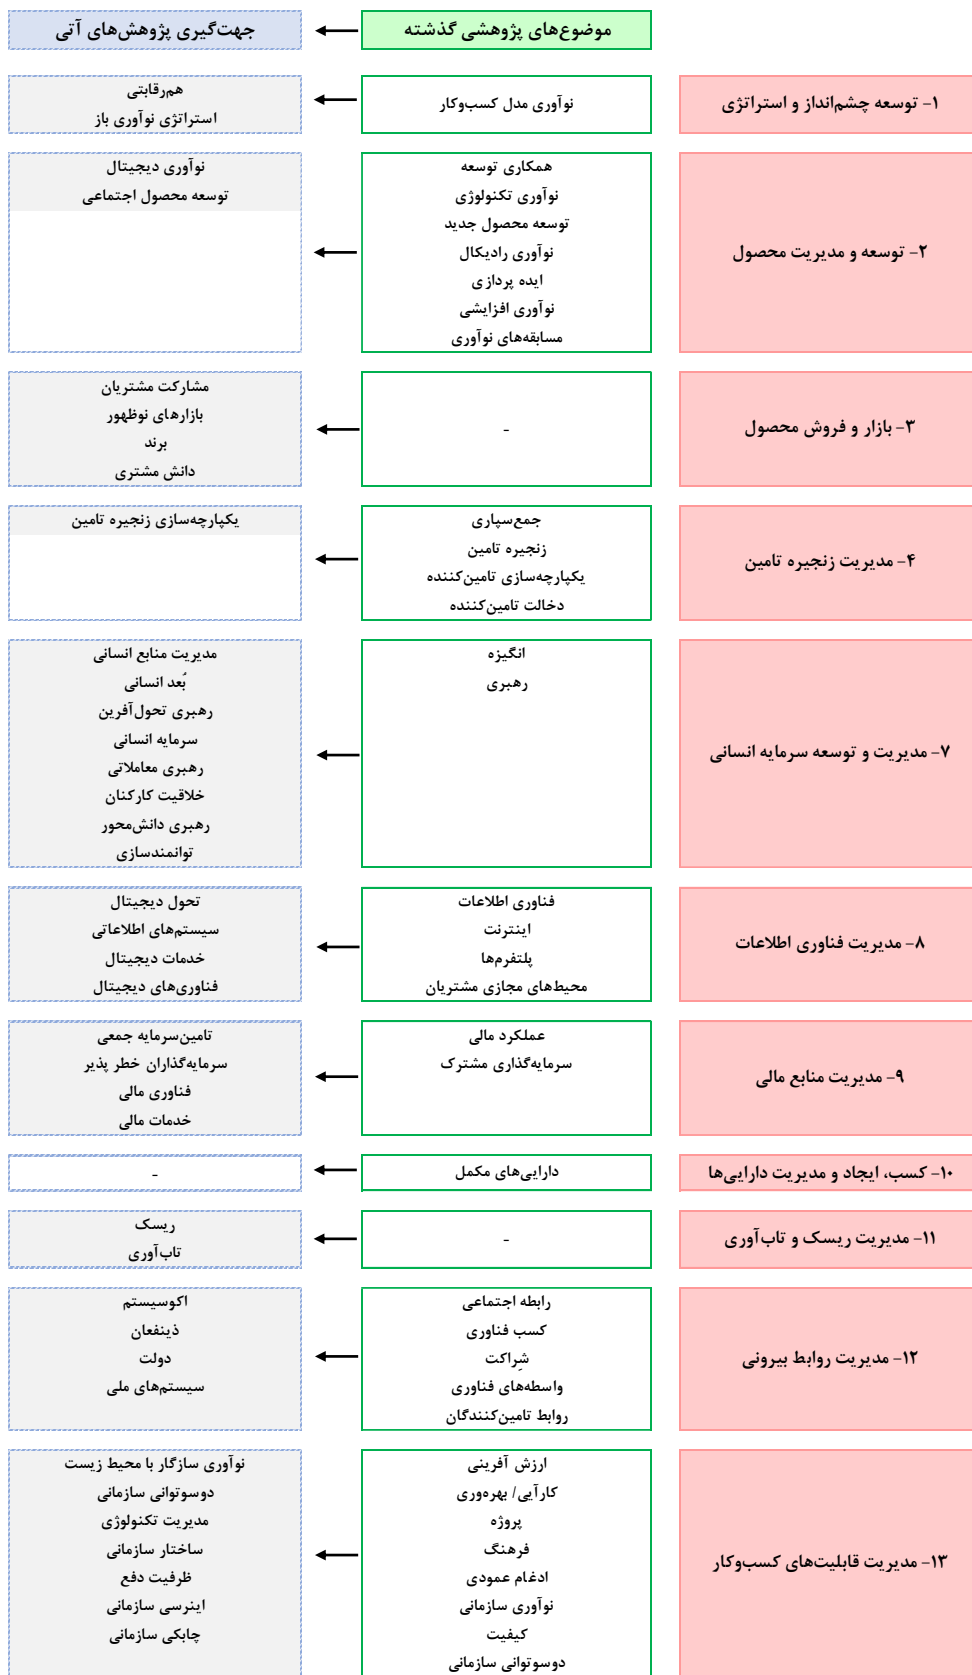 موضوع‌های پژوهشی گذشته
جهت‌گیری پژوهش‌های آتی
۱- توسعه چشم‌انداز و استراتژی
نوآوری مدل کسب‌وکار
هم‌رقابتی
استراتژی نوآوری باز
۲- توسعه و مدیریت محصول
همکاری توسعه
نوآوری تکنولوژی
توسعه محصول جدید
نوآوری رادیکال
ایده پردازی
نوآوری افزایشی
مسابقه‌های نوآوری
نوآوری دیجیتال
توسعه محصول اجتماعی
۳- بازار و فروش محصول
-
مشارکت مشتریان
بازارهای نوظهور
برند
دانش مشتری
۴- مدیریت زنجیره تامین
جمع‌سپاری
زنجیره تامین
یکپارچه‌سازی تامین‌کننده
دخالت تامین‌کننده
یکپارچه‌سازی زنجیره تامین
۷- مدیریت و توسعه سرمایه انسانی
انگیزه
رهبری
مدیریت منابع انسانی
بُعد انسانی
رهبری تحول‌آفرین
سرمایه انسانی
رهبری معاملاتی
خلاقیت کارکنان
رهبری دانش‌محور
توانمندسازی
۸- مدیریت فناوری اطلاعات
فناوری اطلاعات
اینترنت
پلتفرم‌ها
محیط‌های مجازی مشتریان
تحول دیجیتال
سیستم‌های اطلاعاتی
خدمات دیجیتال
فناوری‌های دیجیتال
۹- مدیریت منابع مالی
عملکرد مالی
سرمایه‌گذاری مشترک
تامین‌سرمایه جمعی
سرمایه‌گذاران خطر پذیر
فناوری مالی
خدمات مالی
۱۰- کسب، ایجاد و مدیریت دارایی‌ها
دارایی‌های مکمل
-
۱۱- مدیریت ریسک و تاب‌آوری
-
ریسک
تاب‌آوری
۱۲- مدیریت روابط بیرونی
رابطه اجتماعی
کسب فناوری
شِراکت
واسطه‌های فناوری
روابط تامین‌کنندگان
اکوسیستم
ذینفعان
دولت
سیستم‌های ملی
۱۳- مدیریت قابلیت‌های کسب‌وکار
ارزش آفرینی
کارآیی/ بهره‌وری
پروژه
فرهنگ
ادغام عمودی
نوآوری سازمانی
کیفیت
دوسوتوانی سازمانی
نوآوری سازگار با محیط زیست
دوسوتوانی سازمانی
مدیریت تکنولوژی
ساختار سازمانی
ظرفیت دفع
اینرسی سازمانی
چابکی سازمانی